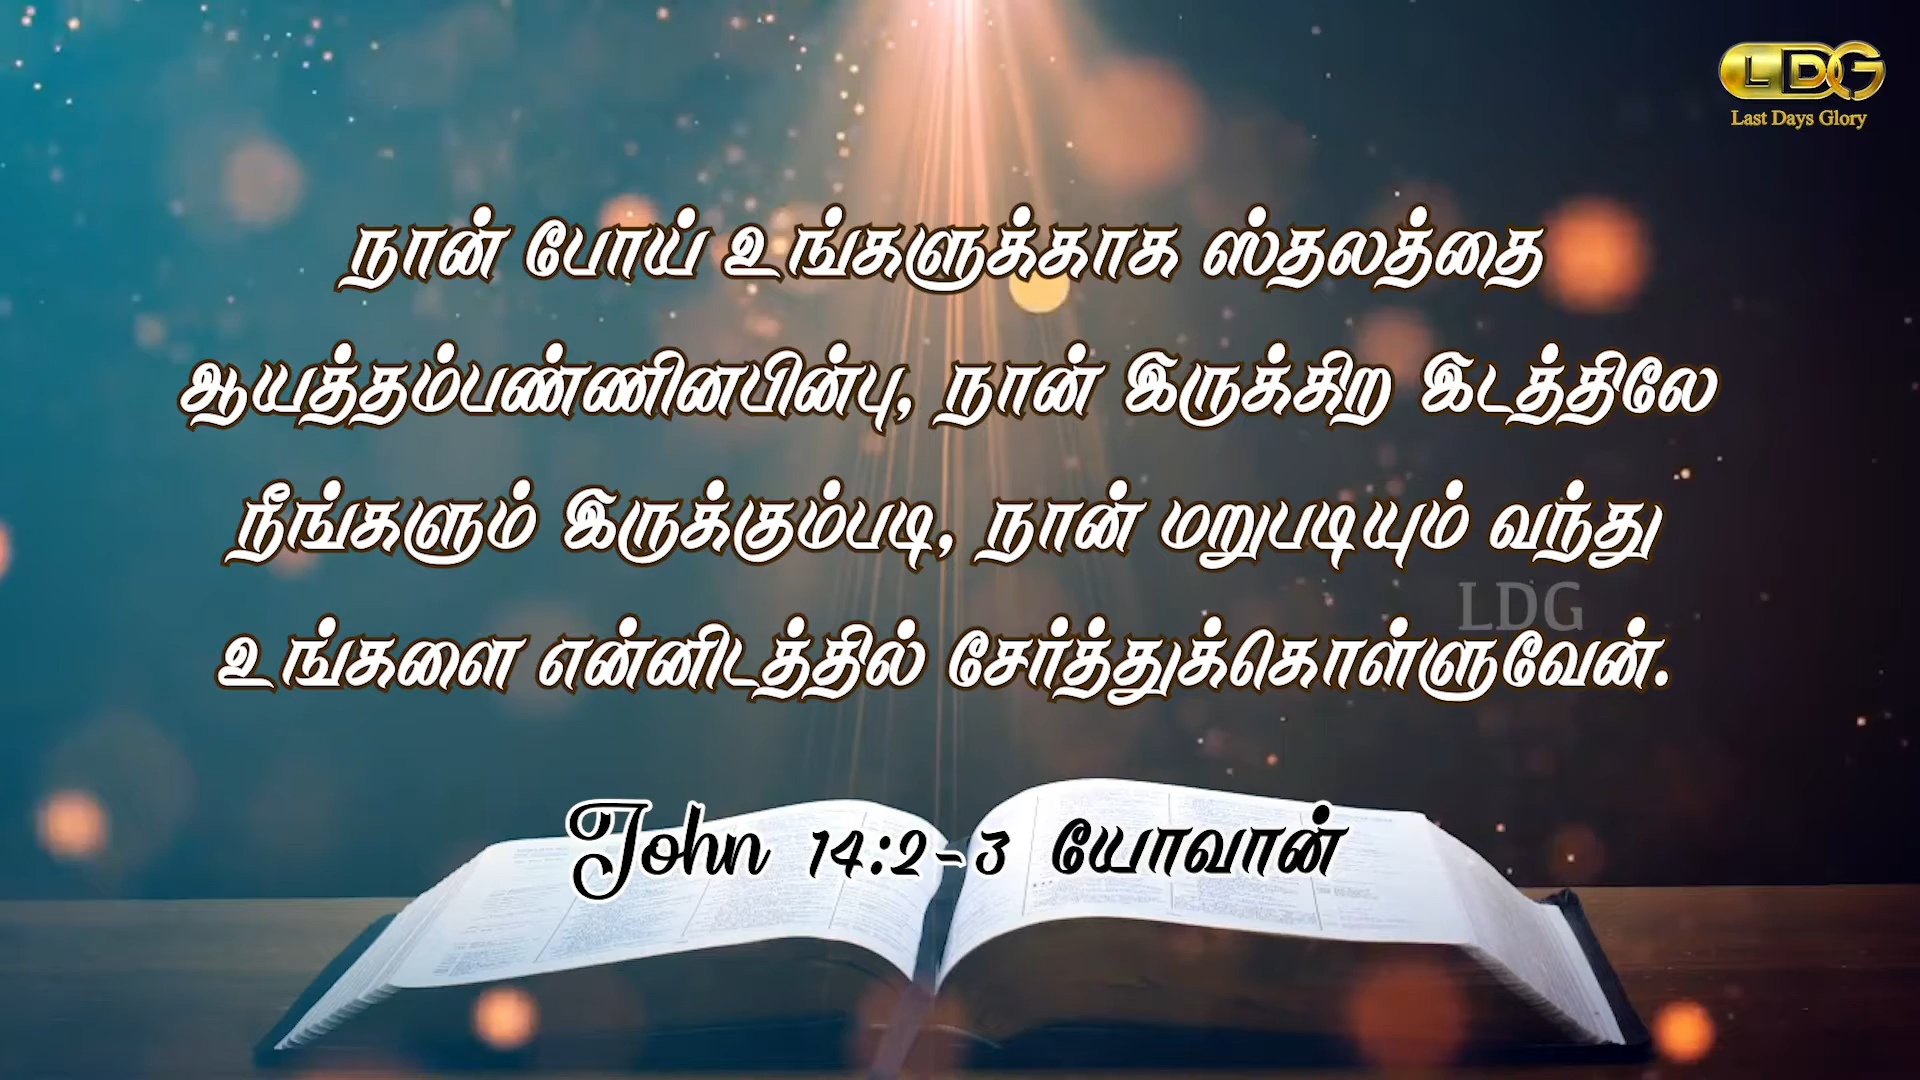 LDG
Last Days Glory
நான் போய் உங்களுக்காக ஸ்தலத்தை
ஆயத்தம்பண்ணினபின்பு, நான் இருக்கிற இடத்திலே
நீங்களும் இருக்கும்படி, நான் மறுபடியும் வந்து
LDG
உங்களை என்னிடத்தில் சேர்த்துக்கொள்ளுவேன்.
John 14:2-3 யோவான்